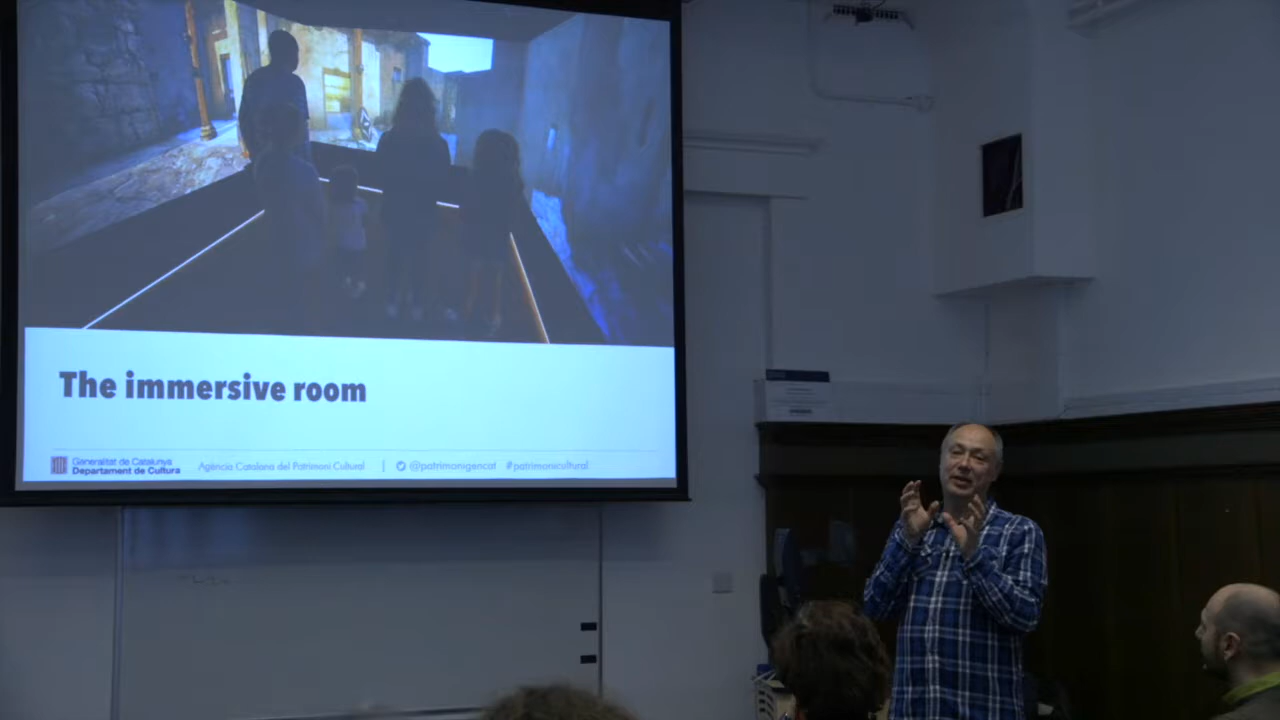 The immersive room
Generalitat de Catalunya
Departament de Cultura
Agència Catalana del Patrimoni Cultural | @patrimonigencat #patrimonicultural